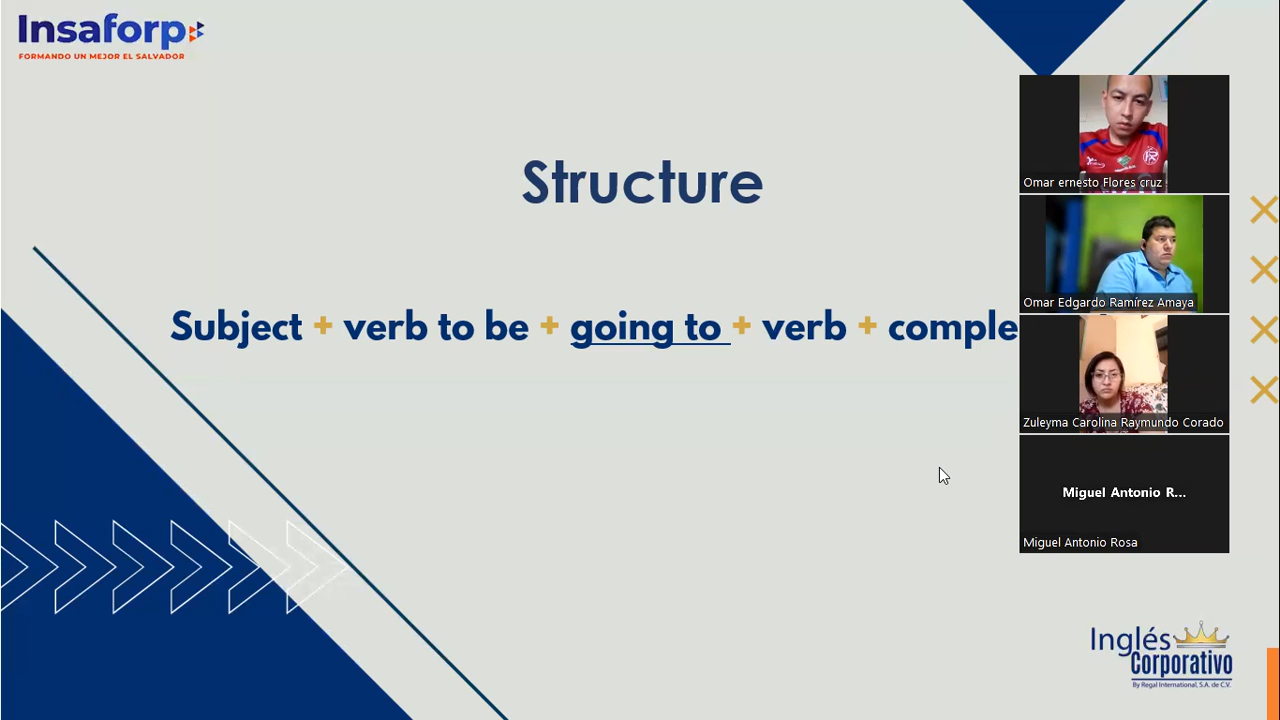 Insaforp
FORMANDO UN MEJOR EL SALVADOR
Structure
Subject + verb to be + going to + verb + comple
Omar ernesto Flores cruz
Omar Edgardo Ramírez Amaya
Zuleyma Carolina Raymundo Corado
Miguel Antonio R...
Miguel Antonio Rosa
Inglés
Corporativo
By Regal International, S.A. de C.V.